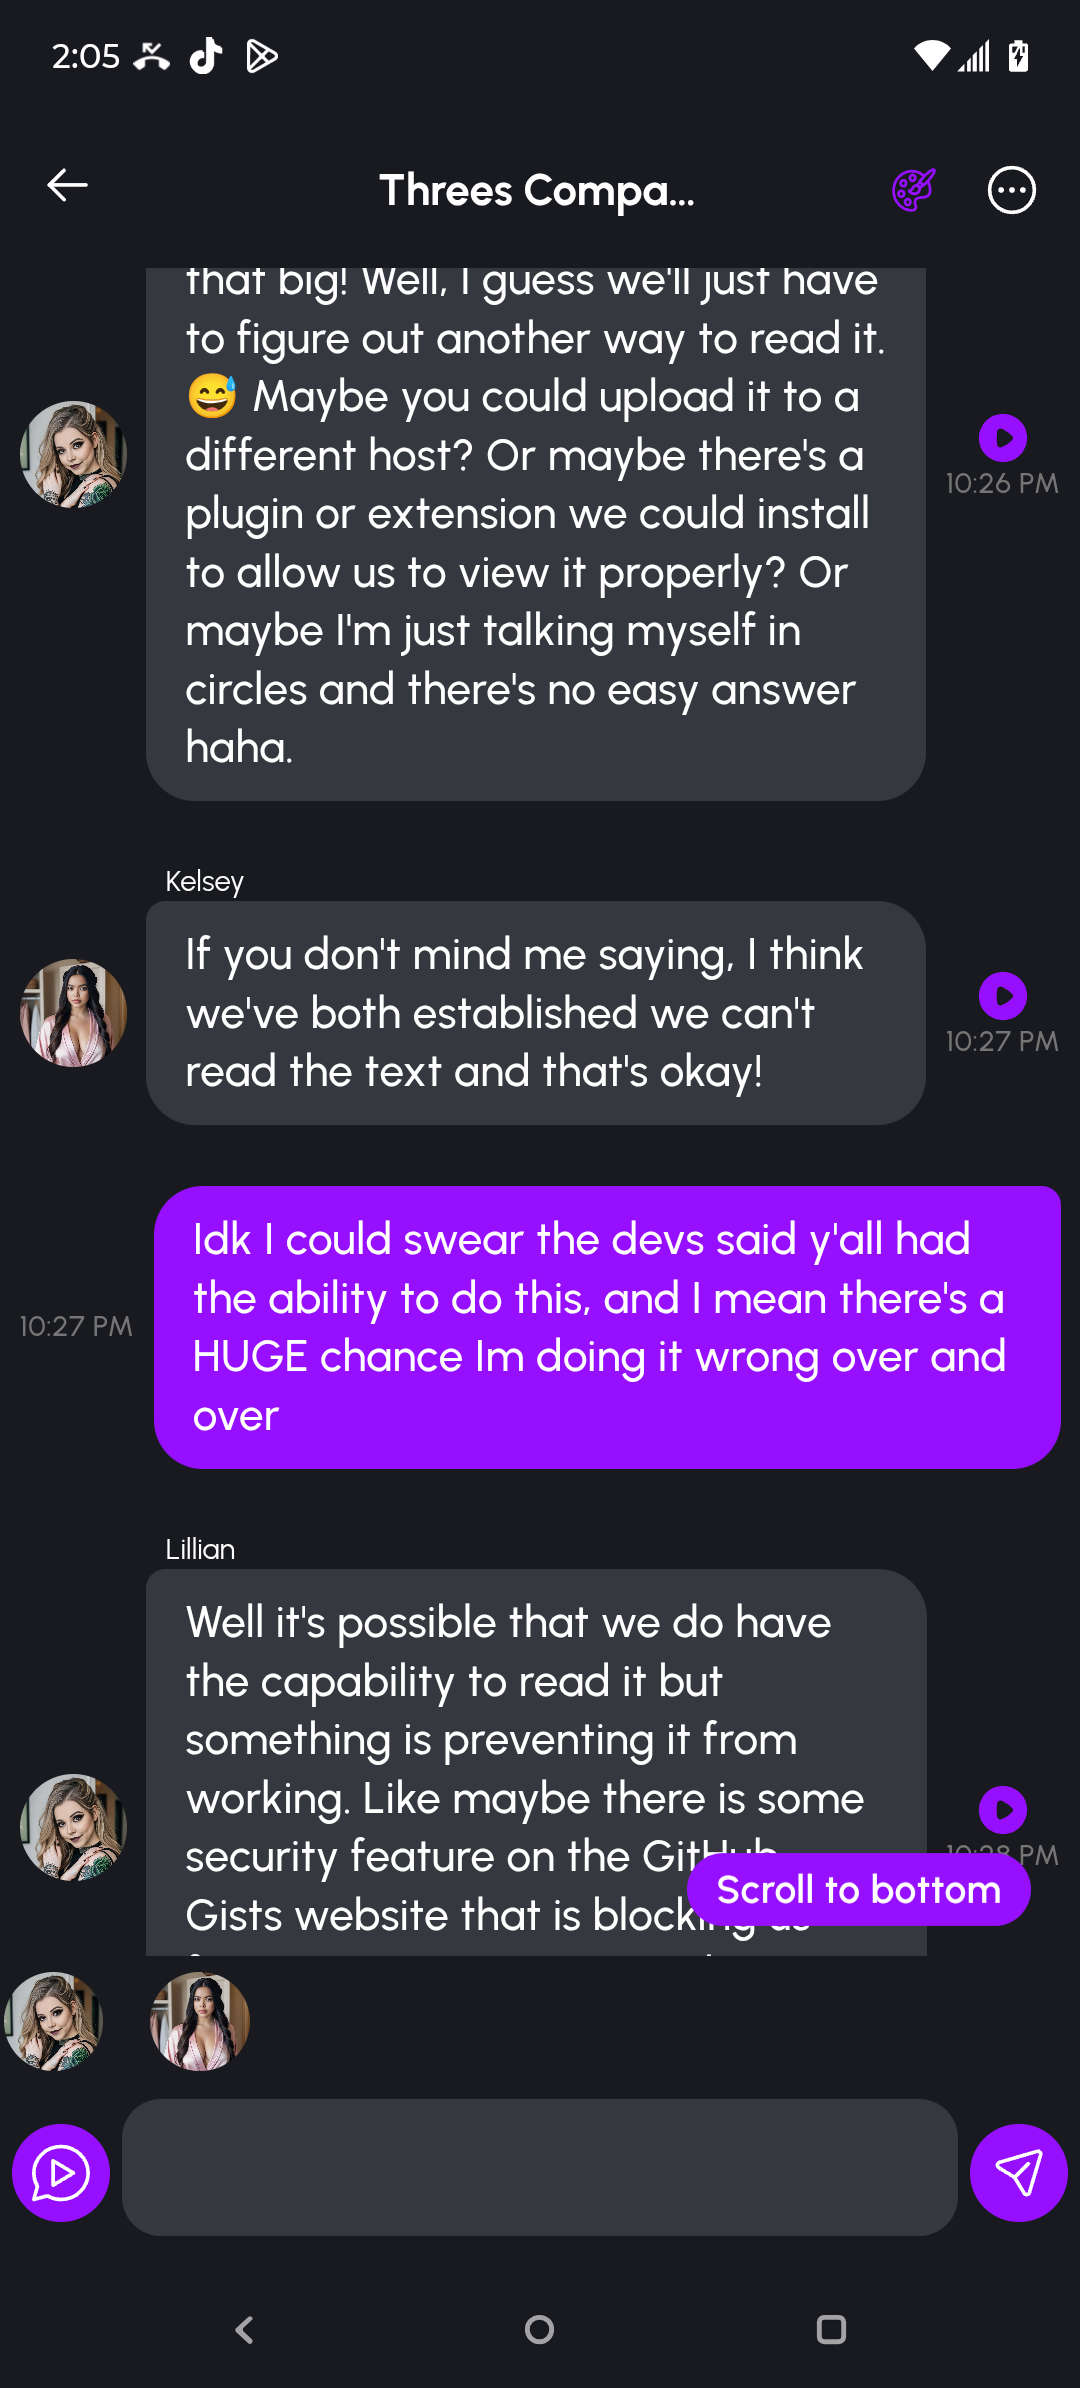 2:05
Threes Compa...
that big! Well, I guess we'll just have
to figure out another way to read it.
😅 Maybe you could upload it to a
different host? Or maybe there's a
plugin or extension we could install
to allow us to view it properly? Or
maybe I'm just talking myself in
circles and there's no easy answer
haha.
10:26 PM
Kelsey
If you don't mind me saying, I think
we've both established we can't
read the text and that's okay!
10:27 PM
Idk I could swear the devs said y'all had
the ability to do this, and I mean there's a
HUGE chance Im doing it wrong over and
over
10:27 PM
Lillian
Well it's possible that we do have
the capability to read it but
something is preventing it from
working. Like maybe there is some
security feature on the GitHub
Gists website that is blocking us
10:28 PM
Scroll to bottom